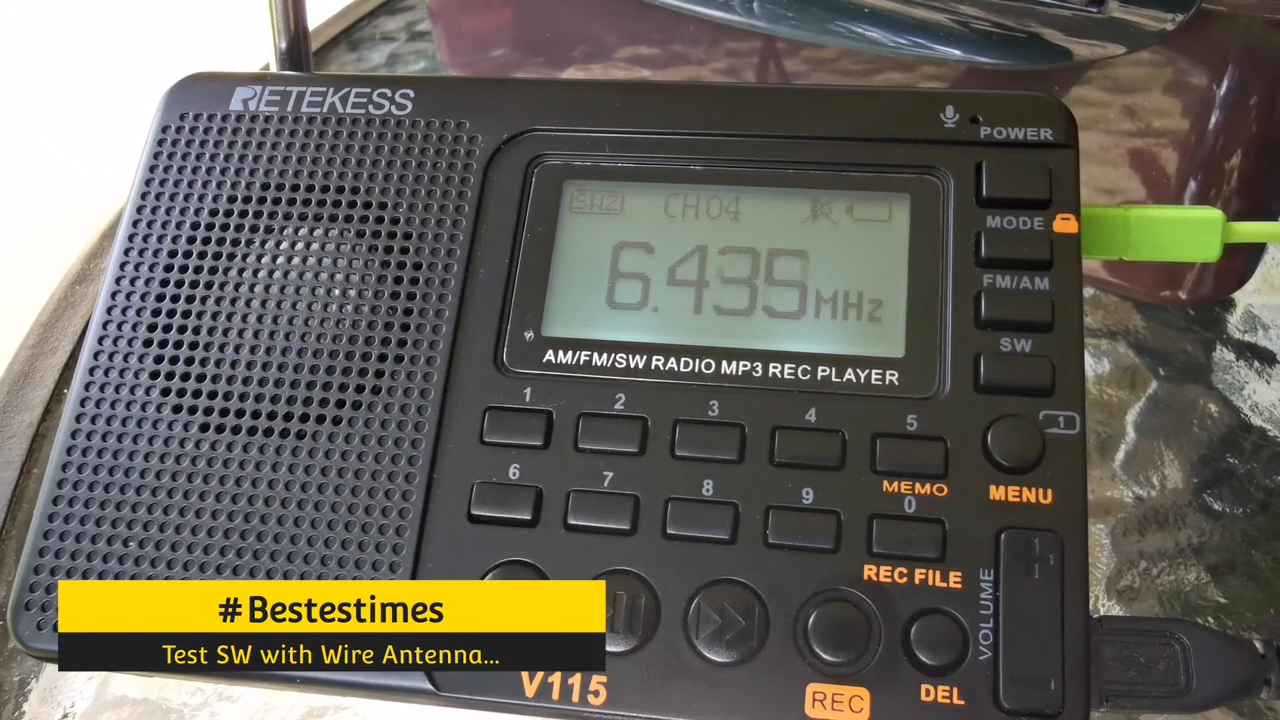 RETEKESS
POWER
SW2 CH04
MODE
6.435 MHz
FM/AM
SW
AM/FM/SW RADIO MP3 REC PLAYER
1 2 3 4 5
1
MEMO
MENU
6 7 8 9 0
REC FILE
VOLUME
+
-
#Bestestimes
Test SW with Wire Antenna...
V115
REC
DEL